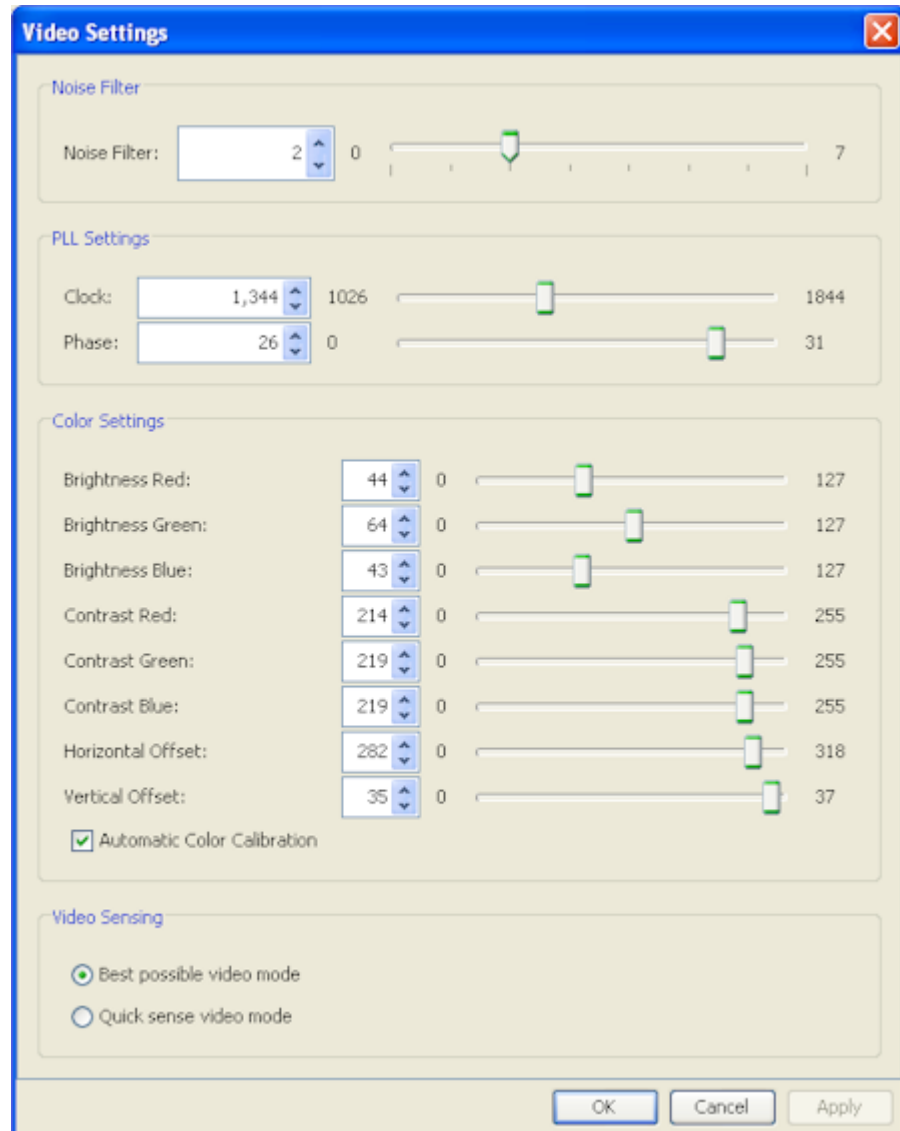 Video Settings
Noise Filter
Noise Filter: 2 0 7
PLL Settings
Clock: 1,344 1026 1844
Phase: 26 0 31
Color Settings
Brightness Red: 44 0 127
Brightness Green: 64 0 127
Brightness Blue: 43 0 127
Contrast Red: 214 0 255
Contrast Green: 219 0 255
Contrast Blue: 219 0 255
Horizontal Offset: 282 0 318
Vertical Offset: 35 0 37
Automatic Color Calibration
Video Sensing
Best possible video mode
Quick sense video mode
OK Cancel Apply